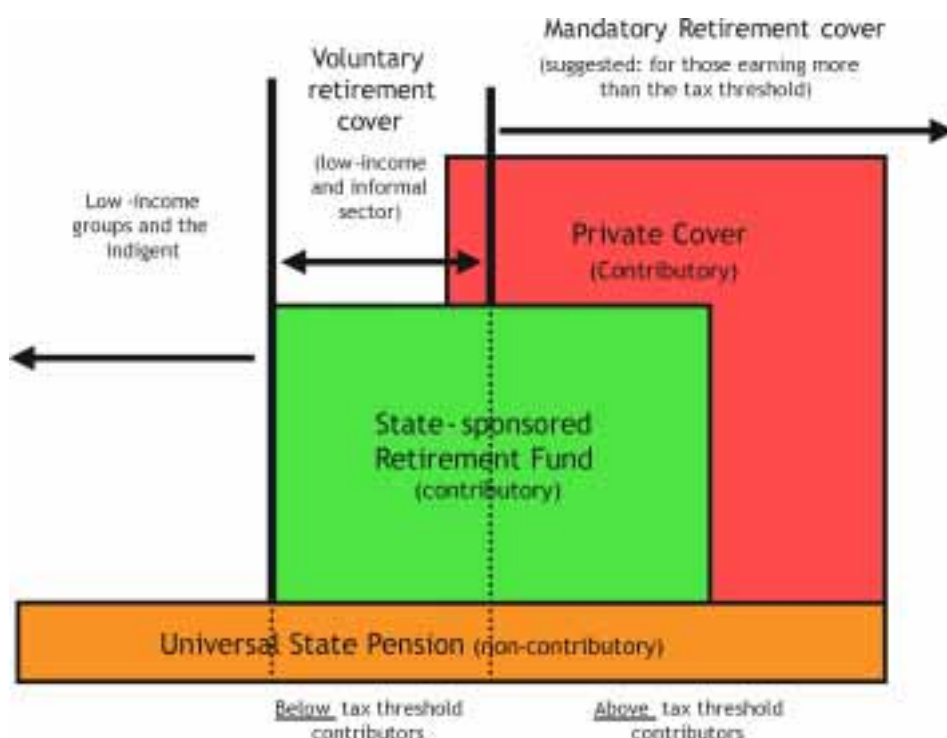 Mandatory Retirement cover
(suggested: for those earning more
than the tax threshold)
Voluntary
retirement
cover
(low-income
and informal
sector)
Low-income
groups and the
indigent
Private Cover
(Contributory)
State-sponsored
Retirement Fund
(contributory)
Universal State Pension (non-contributory)
Below tax threshold
contributors
Above tax threshold
contributors